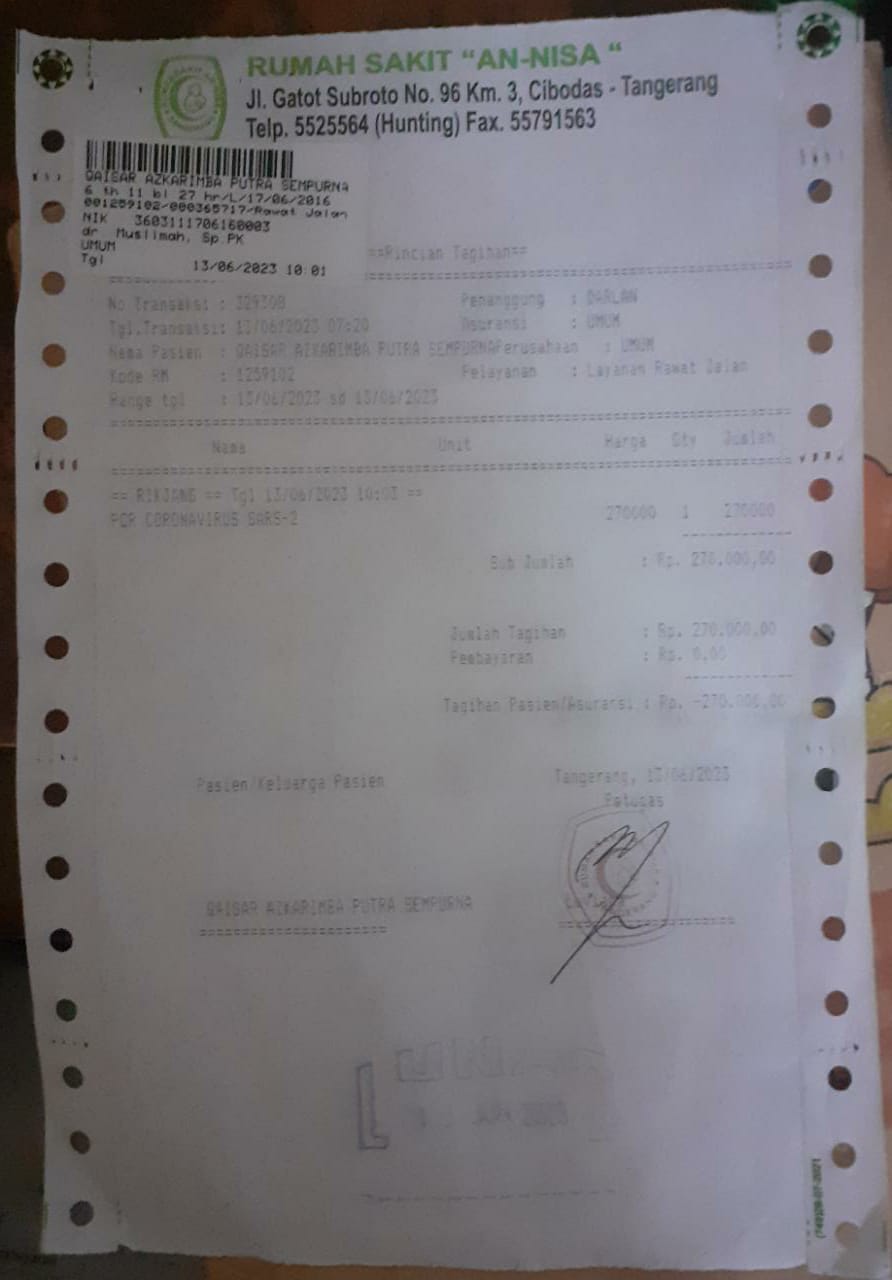 RUMAH SAKIT “AN-NISA “
Jl. Gatot Subroto No. 96 Km. 3, Cibodas - Tangerang
Telp. 5525564 (Hunting) Fax. 55791563
QAISAR AZKARIMBA PUTRA SEMPURNA
6 th 11 bl 27 hr/L/17/06/2016
001259102-000365717-Rawat Jalan
NIK 3603111706160003
dr Muslimah, Sp.PK
UMUM
Tgl 13/06/2023 10:01
==Rincian Tagihan==
No Transaksi : 329308 Penanggung : DARLAN
Tgl.Transaksi: 13/06/2023 07:20 Asuransi : UMUM
Nama Pasien : QAISAR AZKARIMBA PUTRA SEMPURNAPerusahaan : UMUM
Kode RM : 1259102 Pelayanan : Layanan Rawat Jalan
Range tgl : 13/06/2023 sd 13/06/2023
Nama Unit Harga Qty Jumlah
== RIKJANG == Tgl 13/06/2023 10:03 ==
PCR CORONAVIRUS SARS-2 270000 1 270000
Sub Jumlah : Rp. 270.000,00
Jumlah Tagihan : Rp. 270.000,00
Pembayaran : Rp. 0,00
Tagihan Pasien/Asuransi : Rp. -270.000,00
Pasien/Keluarga Pasien Tangerang, 13/06/2023
Petugas
QAISAR AZKARIMBA PUTRA SEMPURNA